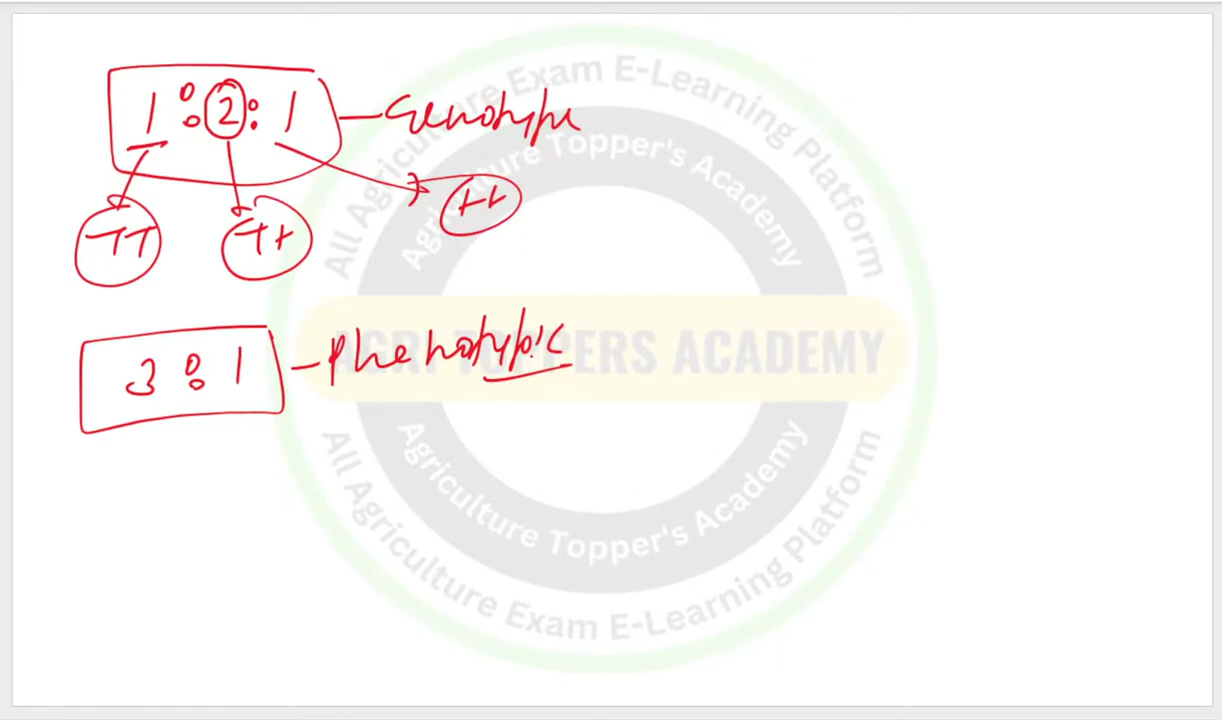 1 : 2 : 1 – Genotype
TT Tt tt
3 : 1 – Phenotypic
All Agriculture Exam E-Learning Platform
Agriculture Topper's Academy
AGRI TOPPERS ACADEMY
Agriculture Topper's Academy
All Agriculture Exam E-Learning Platform